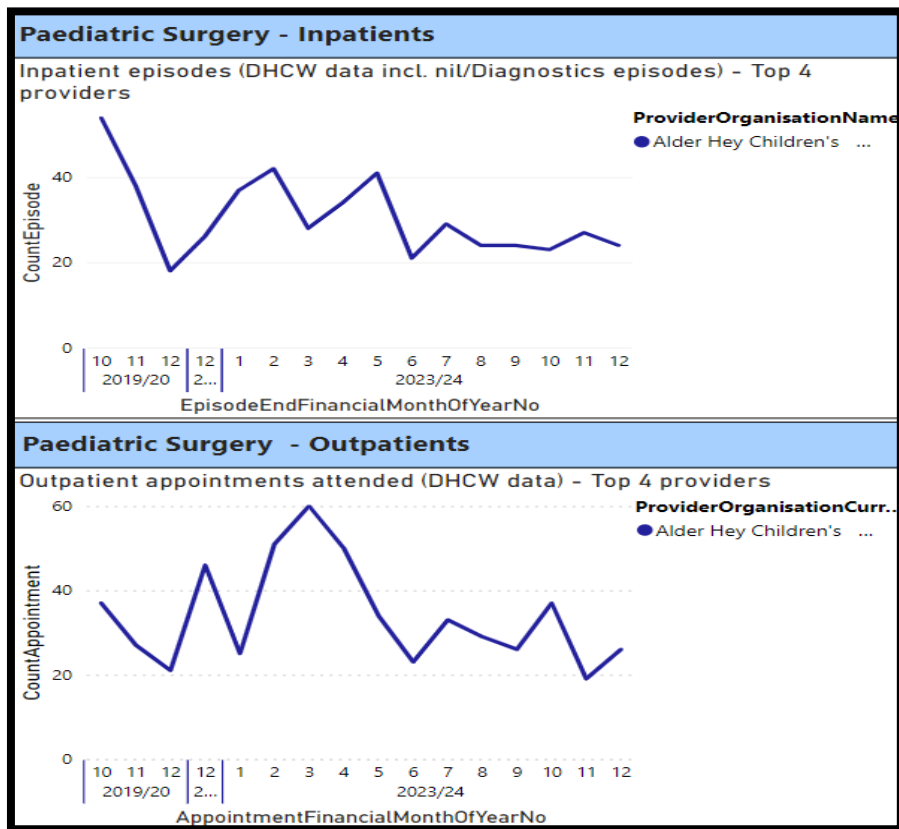 Paediatric Surgery - Inpatients
Inpatient episodes (DHCW data incl. nil/Diagnostics episodes) – Top 4
providers
ProviderOrganisationName
Alder Hey Children's ...
CountEpisode
40
20
0
10 11 12 12 1 2 3 4 5 6 7 8 9 10 11 12
2019/20 2... 2023/24
EpisodeEndFinancialMonthOfYearNo
Paediatric Surgery - Outpatients
Outpatient appointments attended (DHCW data) – Top 4 providers
ProviderOrganisationCurr...
Alder Hey Children's ...
CountAppointment
60
40
20
0
10 11 12 12 1 2 3 4 5 6 7 8 9 10 11 12
2019/20 2... 2023/24
AppointmentFinancialMonthOfYearNo